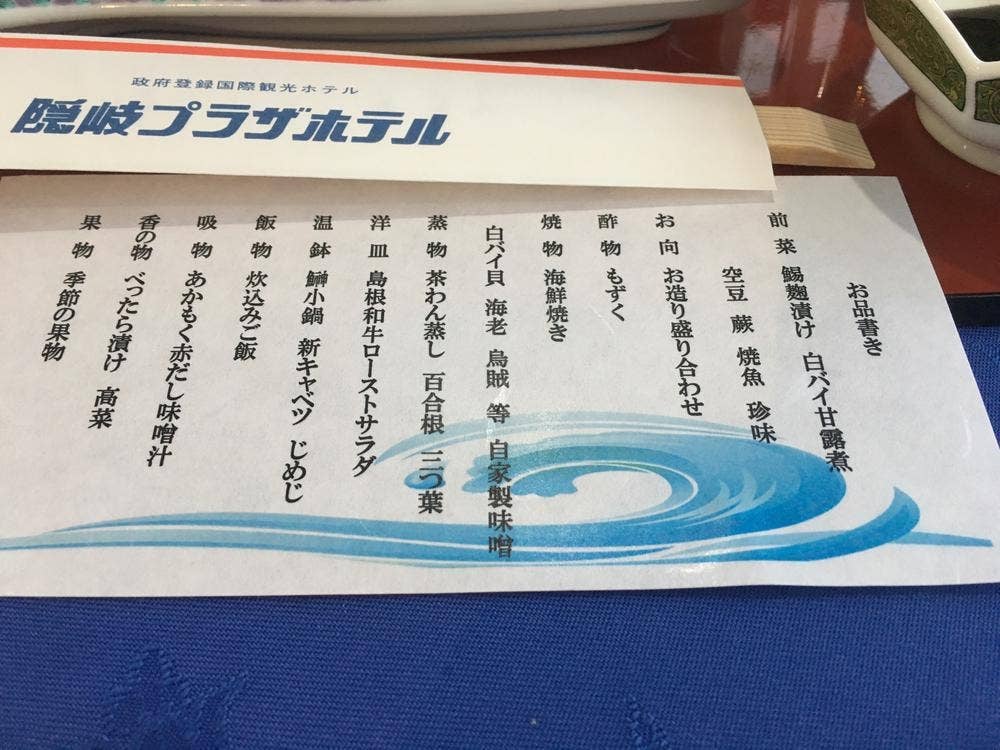 政府登録国際観光ホテル
隠岐プラザホテル
お品書き
前菜 鯣麹漬け 白バイ甘露煮
空豆 蕨 焼魚 珍味
お向 お造り盛り合わせ
酢物 もずく
焼物 海鮮焼き
白バイ貝 海老 烏賊 等 自家製味噌
蒸物 茶わん蒸し 百合根 三つ葉
洋皿 島根和牛ローストサラダ
温鉢 鰰小鍋 新キャベツ じめじ
飯物 炊込みご飯
吸物 あかもく赤だし味噌汁
香の物 べったら漬け 高菜
果物 季節の果物